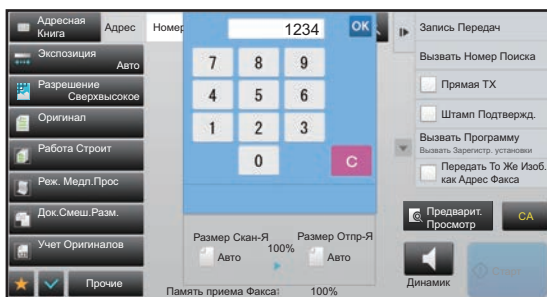 Адресная
Книга
Адрес
Номер
1234
OK
Запись Передач
Экспозиция
Авто
Вызвать Номер Поиска
7 8 9
Разрешение
Сверхвысокое
Прямая TX
4 5 6
Оригинал
Штамп Подтвержд.
1 2 3
Работа Строит
Вызвать Программу
Вызвать Зарегистр. установки
0 C
Передать То Же Изоб.
как Адрес Факса
Реж. Медл.Прос
Док.Смеш.Разм.
Предварит.
Просмотр
CA
Размер Скан-Я
Размер Отпр-Я
Учет Оригиналов
100%
Авто
Авто
Прочие
Динамик
Старт
Память приема Факса: 100%